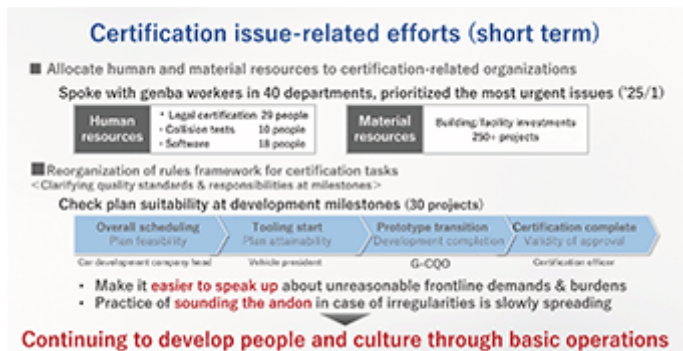 Certification issue-related efforts (short term)
■ Allocate human and material resources to certification-related organizations
Spoke with genba workers in 40 departments, prioritized the most urgent issues ('25/1)
Human resources
• Legal certification 29 people
• Collision tests 10 people
• Software 18 people
Material resources
Building/facility investments
250+ projects
■Reorganization of rules framework for certification tasks
<Clarifying quality standards & responsibilities at milestones>
Check plan suitability at development milestones (30 projects)
Overall scheduling
Plan feasibility
Tooling start
Plan attainability
Prototype transition
Development completion
Certification complete
Validity of approval
Car development company head
Vehicle president
G-CQO
Certification officer
• Make it easier to speak up about unreasonable frontline demands & burdens
• Practice of sounding the andon in case of irregularities is slowly spreading
Continuing to develop people and culture through basic operations